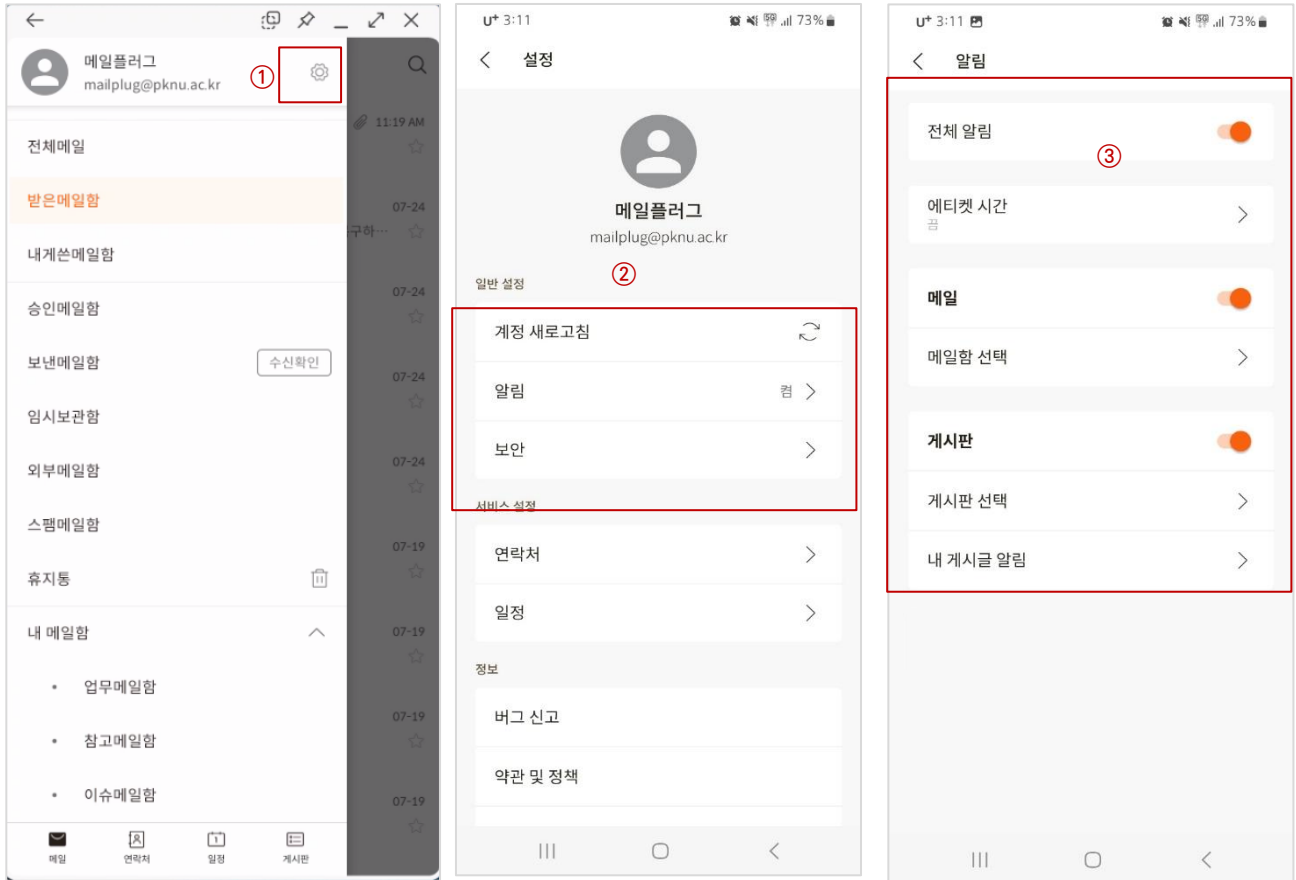 메일플러그
mailplug@pknu.ac.kr
①
11:19 AM
전체메일
받은메일함
07-24
구하…
내게쓴메일함
07-24
승인메일함
보낸메일함
수신확인
07-24
임시보관함
07-24
외부메일함
스팸메일함
07-19
휴지통
내 메일함
07-19
• 업무메일함
07-19
• 참고메일함
• 이슈메일함
07-19
메일
연락처
1
일정
게시판
U+ 3:11
73%
설정
메일플러그
mailplug@pknu.ac.kr
②
일반 설정
계정 새로고침
알림
켬
보안
서비스 설정
연락처
일정
정보
버그 신고
약관 및 정책
U+ 3:11
73%
알림
전체 알림
③
에티켓 시간
끔
메일
메일함 선택
게시판
게시판 선택
내 게시글 알림